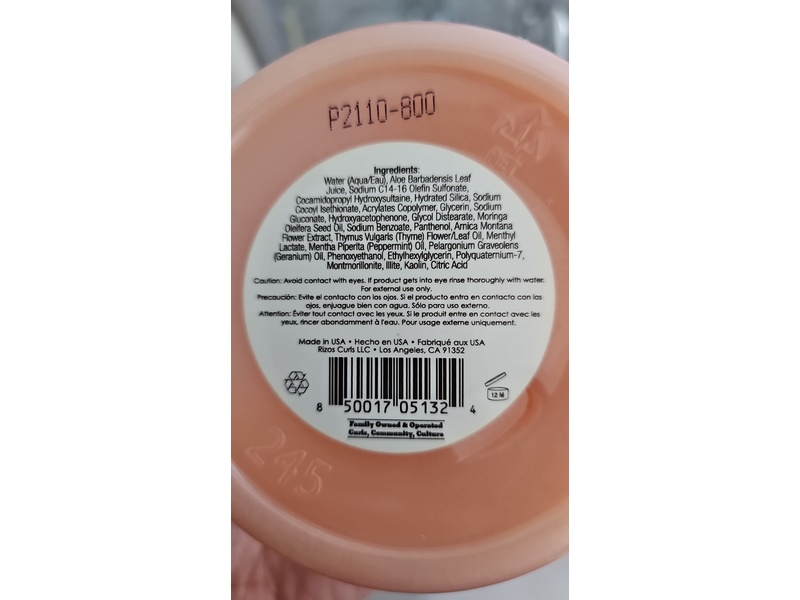 P2110-800
PET
Ingredients:
Water (Aqua/Eau), Aloe Barbadensis Leaf
Juice, Sodium C14-16 Olefin Sulfonate,
Cocamidopropyl Hydroxysultaine, Hydrated Silica, Sodium
Cocoyl Isethionate, Acrylates Copolymer, Glycerin, Sodium
Gluconate, Hydroxyacetophenone, Glycol Distearate, Moringa
Oleifera Seed Oil, Sodium Benzoate, Panthenol, Arnica Montana
Flower Extract, Thymus Vulgaris (Thyme) Flower/Leaf Oil, Menthyl
Lactate, Mentha Piperita (Peppermint) Oil, Pelargonium Graveolens
(Geranium) Oil, Phenoxyethanol, Ethylhexylglycerin, Polyquaternium-7,
Montmorillonite, Illite, Kaolin, Citric Acid
Caution: Avoid contact with eyes. If product gets into eye rinse thoroughly with water.
For external use only.
Precaución: Evite el contacto con los ojos. Si el producto entra en contacto con los
ojos, enjuague bien con agua. Sólo para uso externo.
Attention: Éviter tout contact avec les yeux. Si le produit entre en contact avec les
yeux, rincer abondamment à l'eau. Pour usage externe uniquement.
Made in USA • Hecho en USA • Fabriqué aux USA
Rizos Curls LLC • Los Angeles, CA 91352
12 M
8 50017 05132 4
Family Owned & Operated
Curls, Community, Culture
245